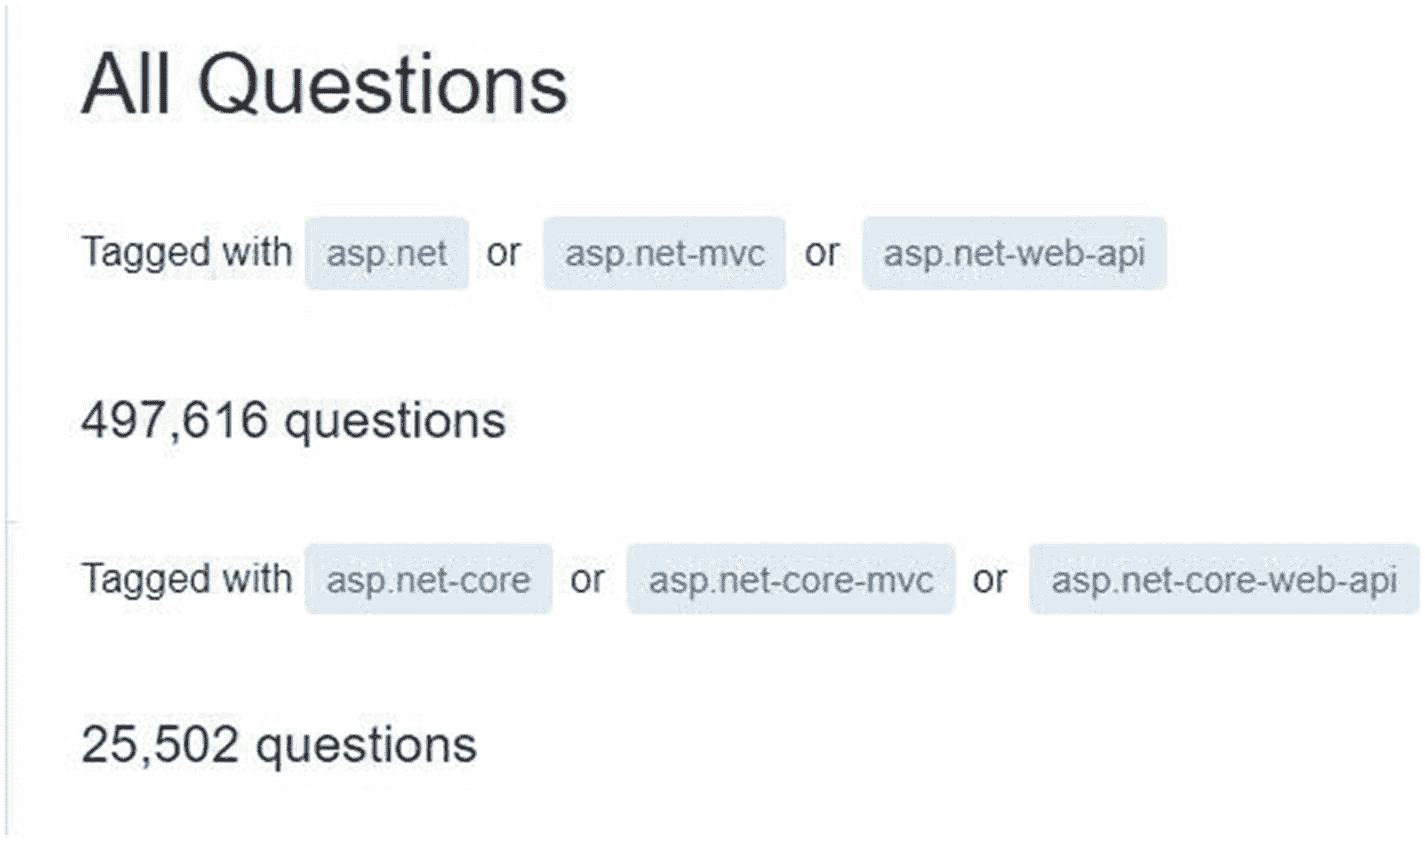 All Questions
Tagged with asp.net or asp.net-mvc or asp.net-web-api
497,616 questions
Tagged with asp.net-core or asp.net-core-mvc or asp.net-core-web-api
25,502 questions